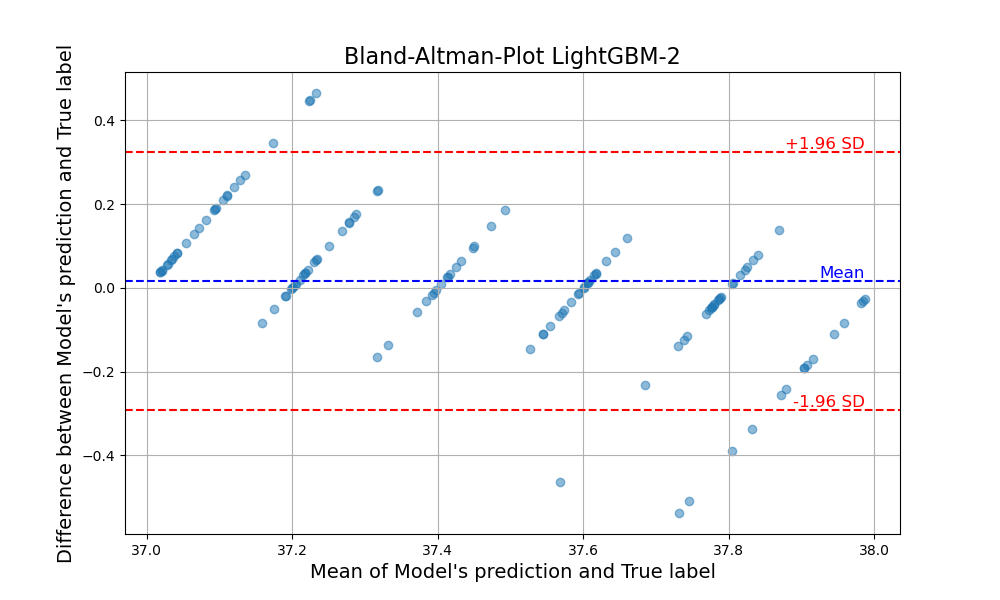 Bland-Altman-Plot LightGBM-2
Difference between Model's prediction and True label
0.4
0.2
0.0
−0.2
−0.4
+1.96 SD
Mean
-1.96 SD
37.0 37.2 37.4 37.6 37.8 38.0
Mean of Model's prediction and True label